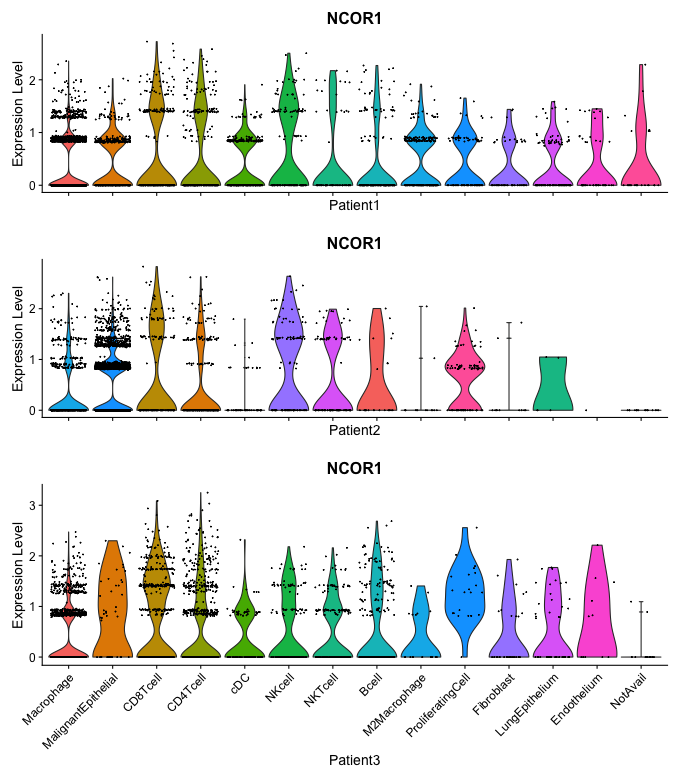 NCOR1
Expression Level
2
1
0
Patient1
NCOR1
Expression Level
2
1
0
Patient2
NCOR1
Expression Level
3
2
1
0
Macrophage
MalignantEpithelial
CD8Tcell
CD4Tcell
cDC
NKcell
NKTcell
Bcell
M2Macrophage
ProliferatingCell
Fibroblast
LungEpithelium
Endothelium
NotAvail
Patient3